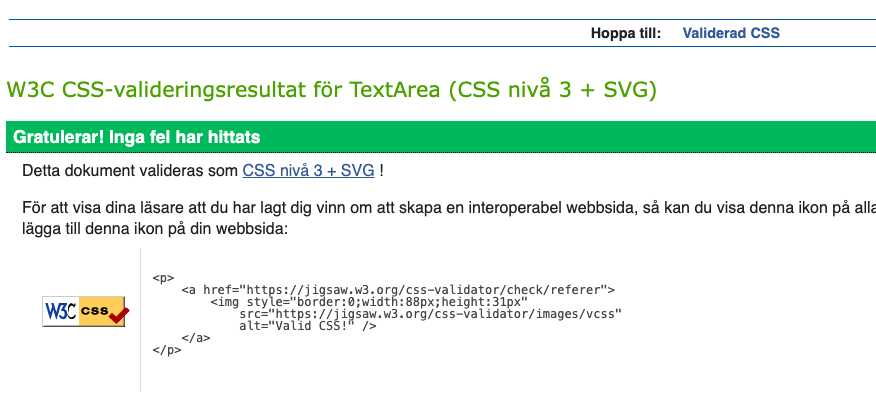 Hoppa till: Validerad CSS
W3C CSS-valideringsresultat för TextArea (CSS nivå 3 + SVG)
Gratulerar! Inga fel har hittats
Detta dokument valideras som CSS nivå 3 + SVG !
För att visa dina läsare att du har lagt dig vinn om att skapa en interoperabel webbsida, så kan du visa denna ikon på alla
lägga till denna ikon på din webbsida:
W3C css
<p>
<a href="https://jigsaw.w3.org/css-validator/check/referer">
<img style="border:0;width:88px;height:31px"
src="https://jigsaw.w3.org/css-validator/images/vcss"
alt="Valid CSS!" />
</a>
</p>